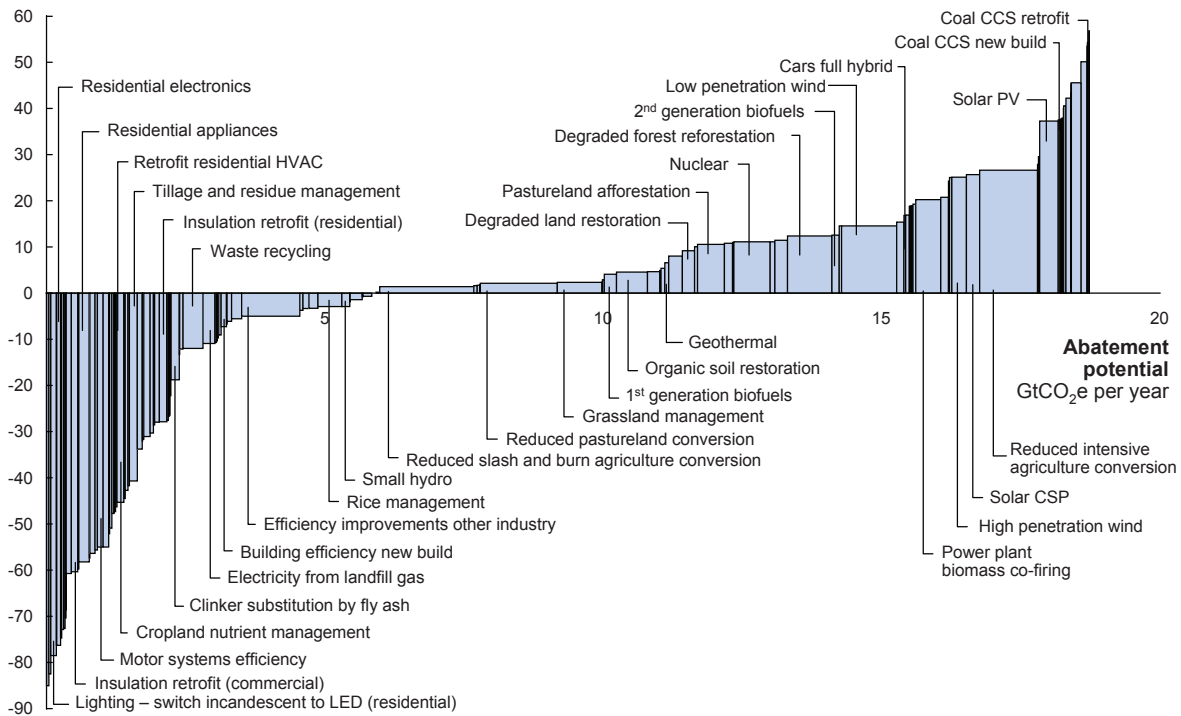 60
50
40
30
20
10
0
-10
-20
-30
-40
-50
-60
-70
-80
-90
5
10
15
20
Coal CCS retrofit
Coal CCS new build
Cars full hybrid
Residential electronics
Low penetration wind
Solar PV
2nd generation biofuels
Residential appliances
Degraded forest reforestation
Retrofit residential HVAC
Nuclear
Tillage and residue management
Pastureland afforestation
Insulation retrofit (residential)
Degraded land restoration
Waste recycling
Geothermal
Abatement
potential
GtCO2e per year
Organic soil restoration
1st generation biofuels
Grassland management
Reduced pastureland conversion
Reduced slash and burn agriculture conversion
Reduced intensive
agriculture conversion
Small hydro
Rice management
Solar CSP
Efficiency improvements other industry
High penetration wind
Building efficiency new build
Power plant
biomass co-firing
Electricity from landfill gas
Clinker substitution by fly ash
Cropland nutrient management
Motor systems efficiency
Insulation retrofit (commercial)
Lighting – switch incandescent to LED (residential)